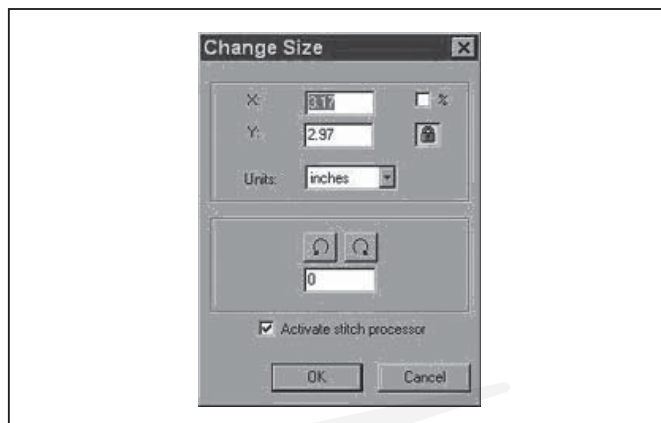 Change Size
X: 3.17 %
Y: 2.97
Units: inches
0
Activate stitch processor
OK Cancel